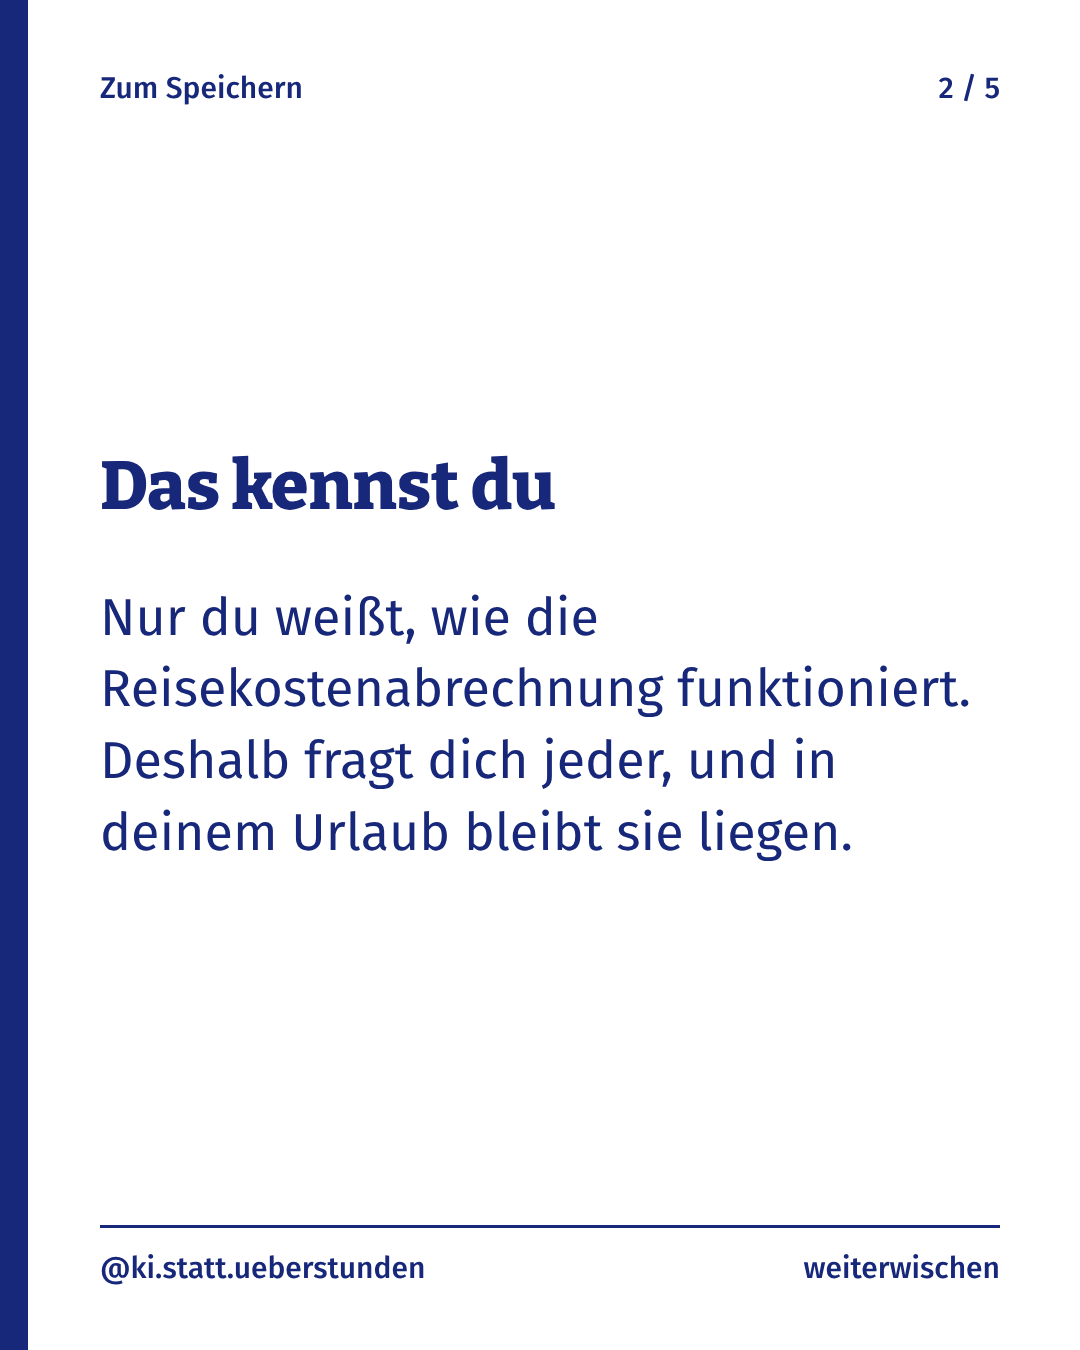 Zum Speichern
2 / 5
Das kennst du
Nur du weißt, wie die
Reisekostenabrechnung funktioniert.
Deshalb fragt dich jeder, und in
deinem Urlaub bleibt sie liegen.
@ki.statt.ueberstunden
weiterwischen